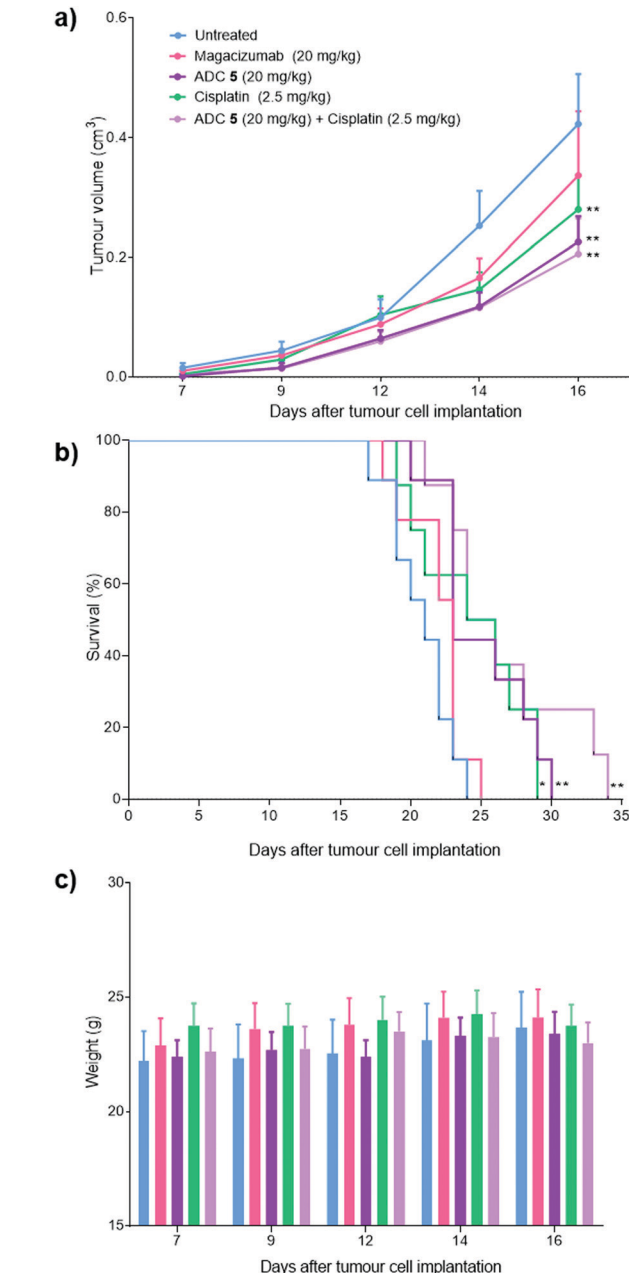 a)
0.6
0.4
0.2
0.0
Tumour volume (cm³)
Untreated
Magacizumab (20 mg/kg)
ADC 5 (20 mg/kg)
Cisplatin (2.5 mg/kg)
ADC 5 (20 mg/kg) + Cisplatin (2.5 mg/kg)
**
**
**
7 9 12 14 16
Days after tumour cell implantation
b)
100
80
60
40
20
0
Survival (%)
* ** **
0 5 10 15 20 25 30 35
Days after tumour cell implantation
c)
30
25
20
15
Weight (g)
7 9 12 14 16
Days after tumour cell implantation